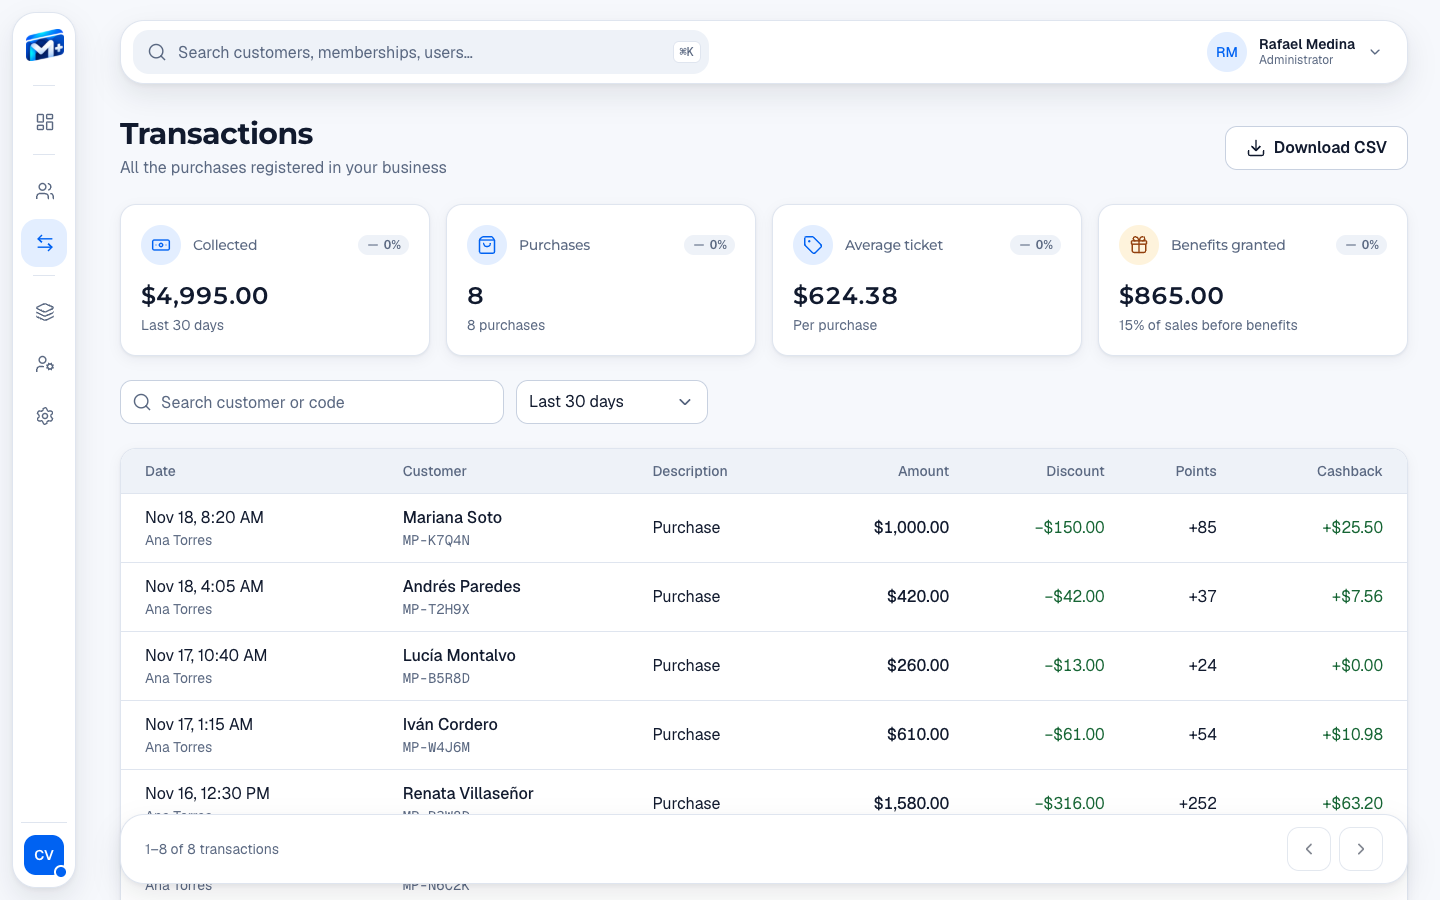 M+
Search customers, memberships, users...
⌘K
RM
Rafael Medina
Administrator
Transactions
All the purchases registered in your business
Download CSV
Collected
— 0%
$4,995.00
Last 30 days
Purchases
— 0%
8
8 purchases
Average ticket
— 0%
$624.38
Per purchase
Benefits granted
— 0%
$865.00
15% of sales before benefits
Search customer or code
Last 30 days
Date Customer Description Amount Discount Points Cashback
Nov 18, 8:20 AM Mariana Soto Purchase $1,000.00 −$150.00 +85 +$25.50
Ana Torres MP-K7Q4N
Nov 18, 4:05 AM Andrés Paredes Purchase $420.00 −$42.00 +37 +$7.56
Ana Torres MP-T2H9X
Nov 17, 10:40 AM Lucía Montalvo Purchase $260.00 −$13.00 +24 +$0.00
Ana Torres MP-B5R8D
Nov 17, 1:15 AM Iván Cordero Purchase $610.00 −$61.00 +54 +$10.98
Ana Torres MP-W4J6M
Nov 16, 12:30 PM Renata Villaseñor Purchase $1,580.00 −$316.00 +252 +$63.20
1–8 of 8 transactions
Ana Torres MP-N6C2K
CV